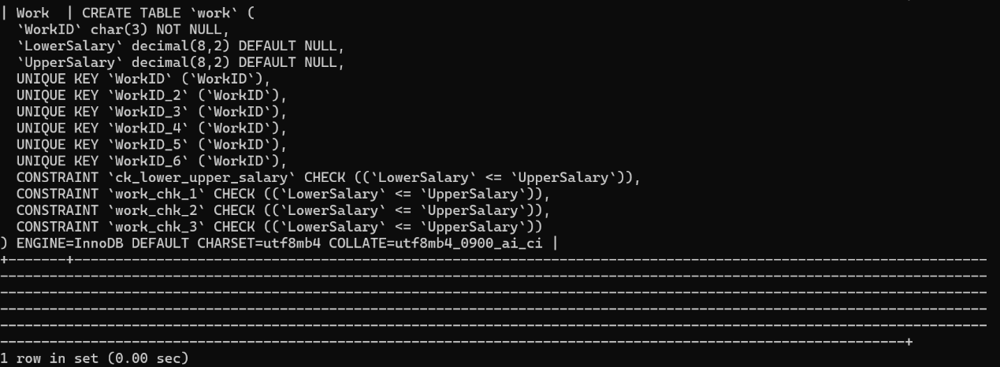 | Work  | CREATE TABLE `work` (
  `WorkID` char(3) NOT NULL,
  `LowerSalary` decimal(8,2) DEFAULT NULL,
  `UpperSalary` decimal(8,2) DEFAULT NULL,
  UNIQUE KEY `WorkID` (`WorkID`),
  UNIQUE KEY `WorkID_2` (`WorkID`),
  UNIQUE KEY `WorkID_3` (`WorkID`),
  UNIQUE KEY `WorkID_4` (`WorkID`),
  UNIQUE KEY `WorkID_5` (`WorkID`),
  UNIQUE KEY `WorkID_6` (`WorkID`),
  CONSTRAINT `ck_lower_upper_salary` CHECK ((`LowerSalary` <= `UpperSalary`)),
  CONSTRAINT `work_chk_1` CHECK ((`LowerSalary` <= `UpperSalary`)),
  CONSTRAINT `work_chk_2` CHECK ((`LowerSalary` <= `UpperSalary`)),
  CONSTRAINT `work_chk_3` CHECK ((`LowerSalary` <= `UpperSalary`))
) ENGINE=InnoDB DEFAULT CHARSET=utf8mb4 COLLATE=utf8mb4_0900_ai_ci |
+-------+----------------------------------------------------------------------------------------------------------------
------------------------------------------------------------------------------------------------------------------------
------------------------------------------------------------------------------------------------------------------------
------------------------------------------------------------------------------------------------------------------------
------------------------------------------------------------------------------------------------------------------------
--------------------------------------------------------------------------------------------------------------+
1 row in set (0.00 sec)